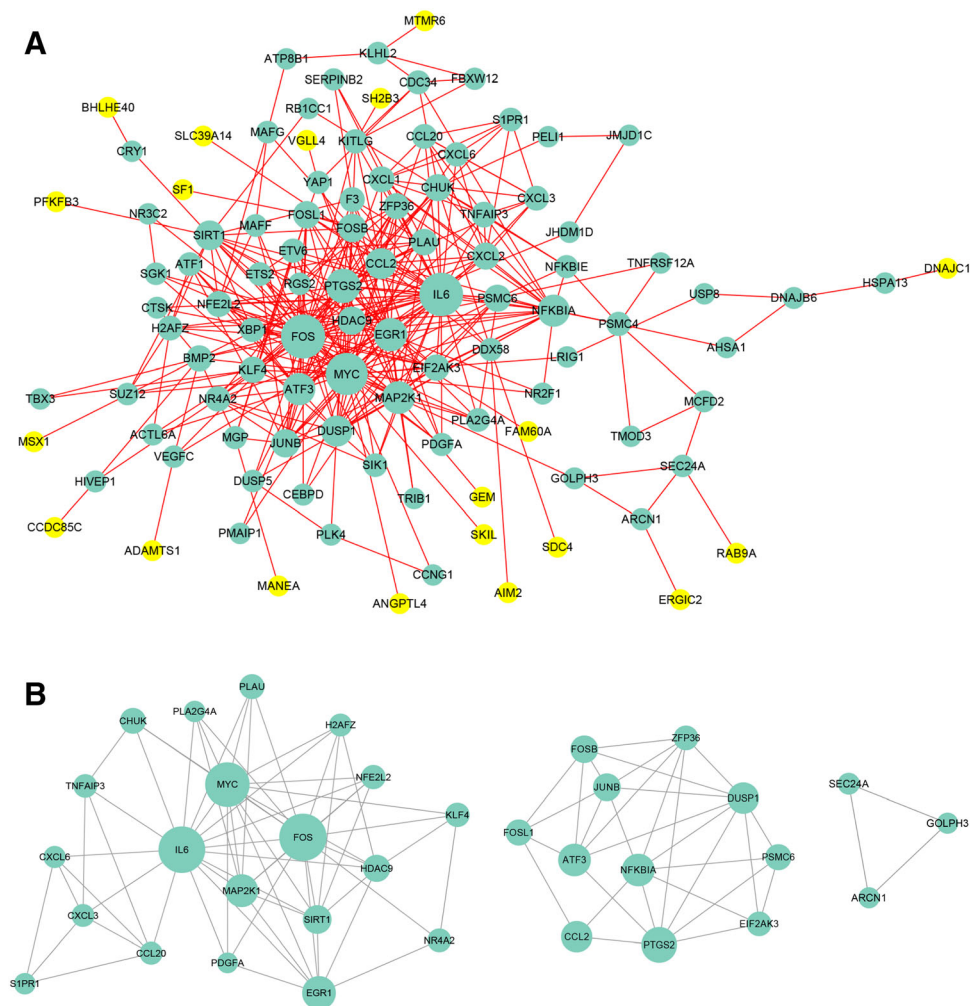 A
MTMR6
ATP8B1
KLHL2
SERPINB2
CDC34
FBXW12
BHLHE40
RB1CC1
SH2B3
SLC39A14
MAFG
VGLL4
KITLG
CCL20
S1PR1
PELI1
JMJD1C
CRY1
CXCL6
SF1
YAP1
CXCL1
CHUK
PFKFB3
NR3C2
FOSL1
F3
ZFP36
TNFAIP3
CXCL3
SIRT1
MAFF
FOSB
PLAU
JHDM1D
ETV6
CCL2
CXCL2
NFKBIE
TNFRSF12A
DNAJC1
SGK1
ATF1
ETS2
RGS2
PTGS2
IL6
PSMC6
USP8
HSPA13
CTSK
NFE2L2
NFKBIA
DNAJB6
H2AFZ
XBP1
FOS
HDAC9
EGR1
PSMC4
BMP2
KLF4
MYC
EIF2AK3
DDX58
LRIG1
AHSA1
TBX3
SUZ12
NR4A2
ATF3
MAP2K1
NR2F1
MCFD2
MSX1
ACTL6A
MGP
JUNB
DUSP1
PLA2G4A
FAM60A
TMOD3
VEGFC
PDGFA
SEC24A
HIVEP1
DUSP5
CEBPD
SIK1
TRIB1
GEM
GOLPH3
CCDC85C
PMAIP1
PLK4
SKIL
ARCN1
ADAMTS1
SDC4
RAB9A
MANEA
CCNG1
AIM2
ANGPTL4
ERGIC2
B
PLAU
CHUK
PLA2G4A
H2AFZ
TNFAIP3
MYC
NFE2L2
KLF4
FOS
IL6
CXCL6
HDAC9
MAP2K1
CXCL3
SIRT1
NR4A2
CCL20
PDGFA
S1PR1
EGR1
ZFP36
FOSB
JUNB
DUSP1
FOSL1
ATF3
NFKBIA
PSMC6
EIF2AK3
CCL2
PTGS2
SEC24A
GOLPH3
ARCN1